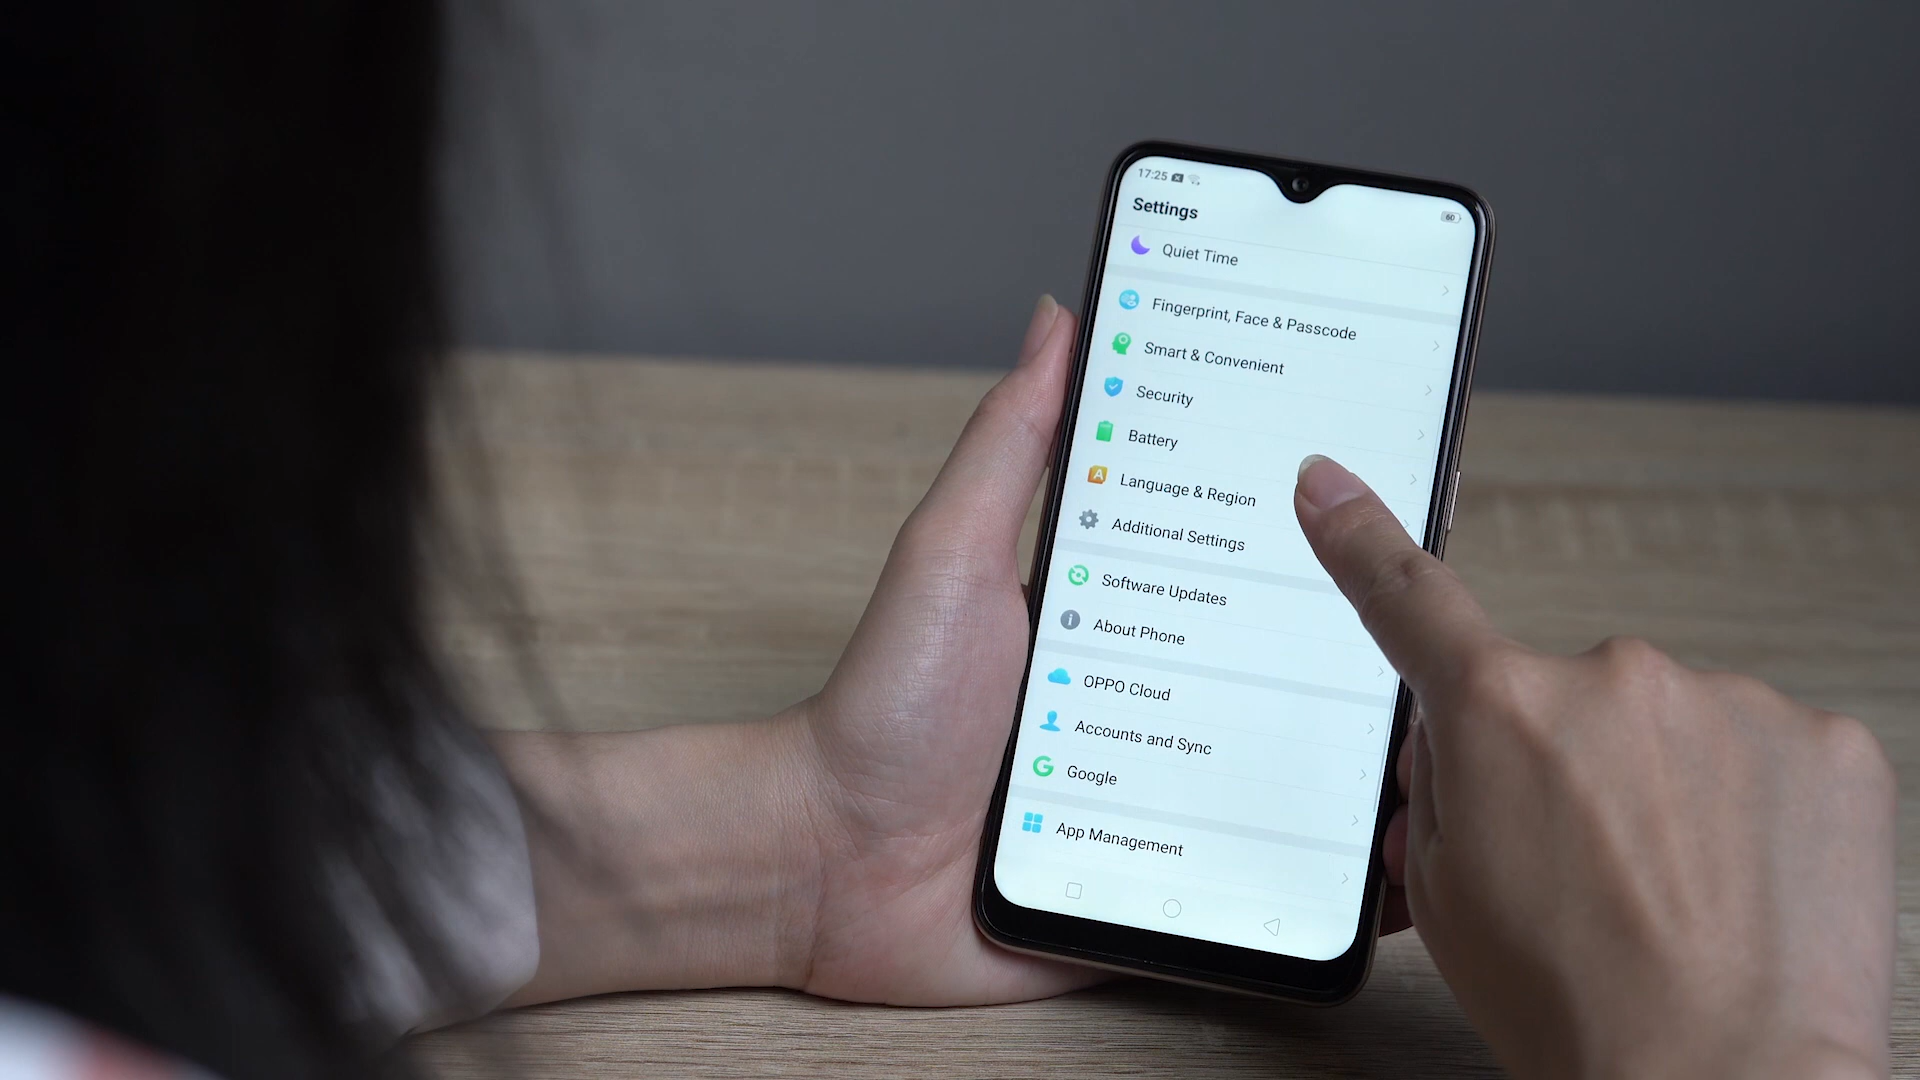 17:25
60
Settings
Quiet Time
Fingerprint, Face & Passcode
Smart & Convenient
Security
Battery
Language & Region
Additional Settings
Software Updates
About Phone
OPPO Cloud
Accounts and Sync
Google
App Management